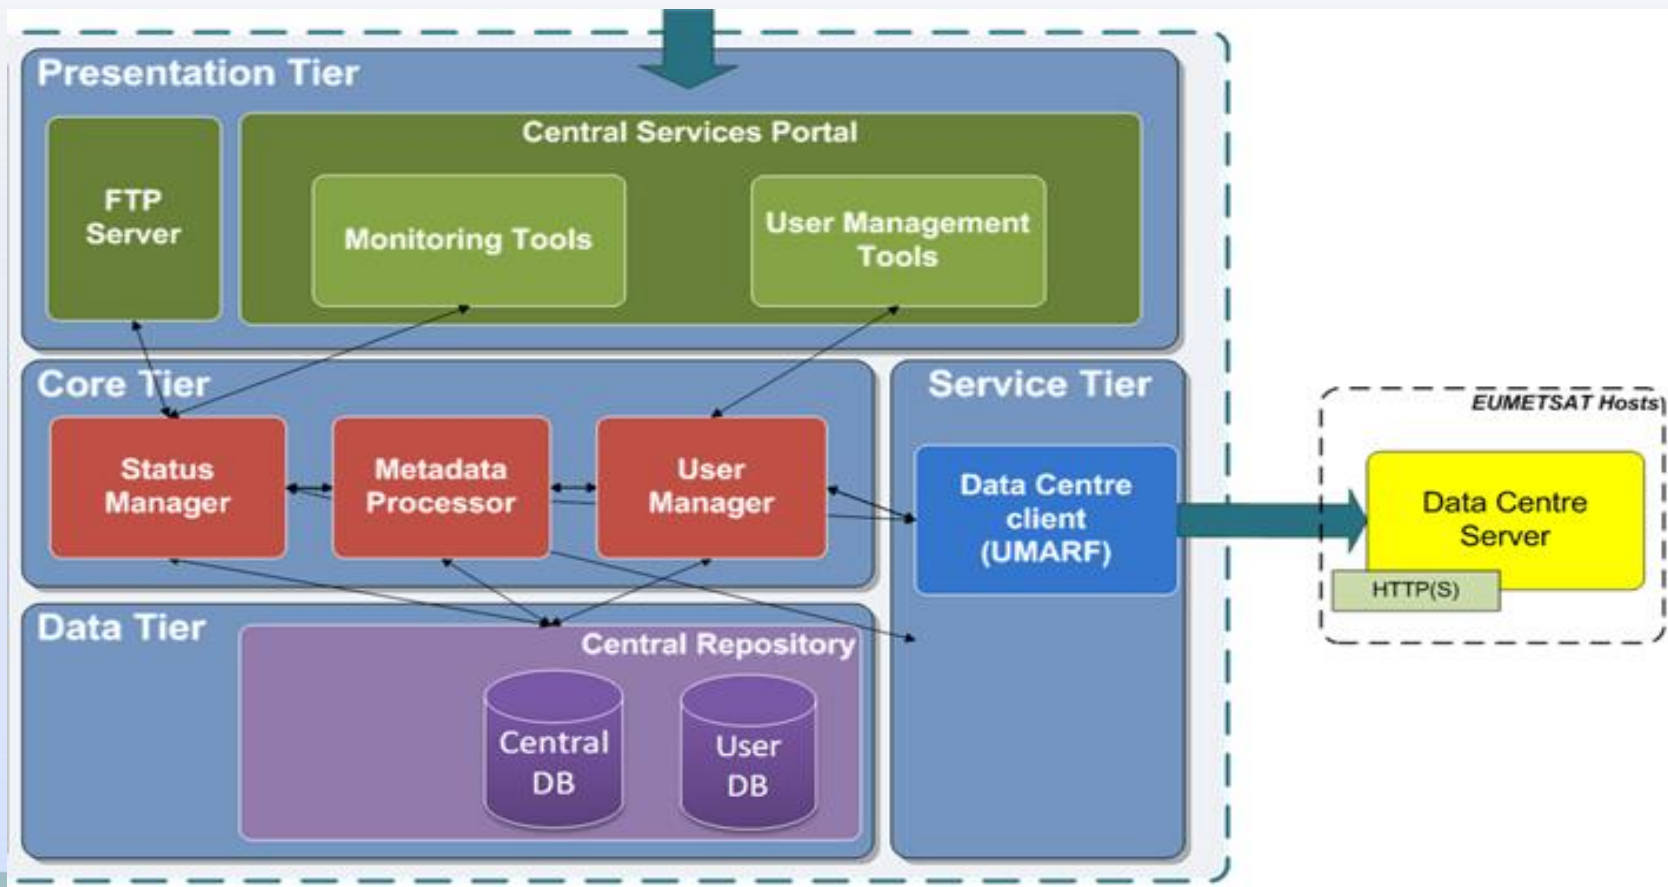 Presentation Tier
Central Services Portal
FTP
Server
Monitoring Tools
User Management
Tools
Core Tier
Status
Manager
Metadata
Processor
User
Manager
Service Tier
Data Centre
client
(UMARF)
EUMETSAT Hosts
Data Centre
Server
HTTP(S)
Data Tier
Central Repository
Central
DB
User
DB